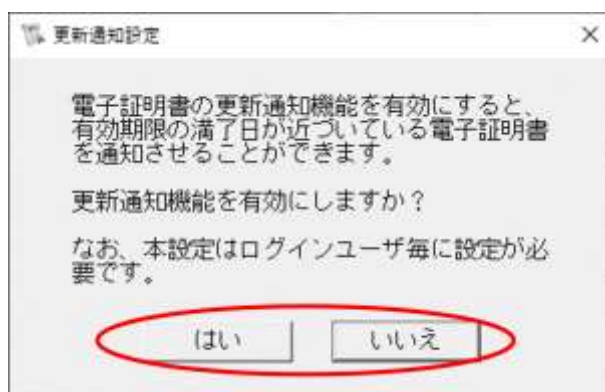 更新通知設定
電子証明書の更新通知機能を有効にすると、
有効期限の満了日が近づいている電子証明書
を通知させることができます。
更新通知機能を有効にしますか？
なお、本設定はログインユーザ毎に設定が必
要です。
はい いいえ